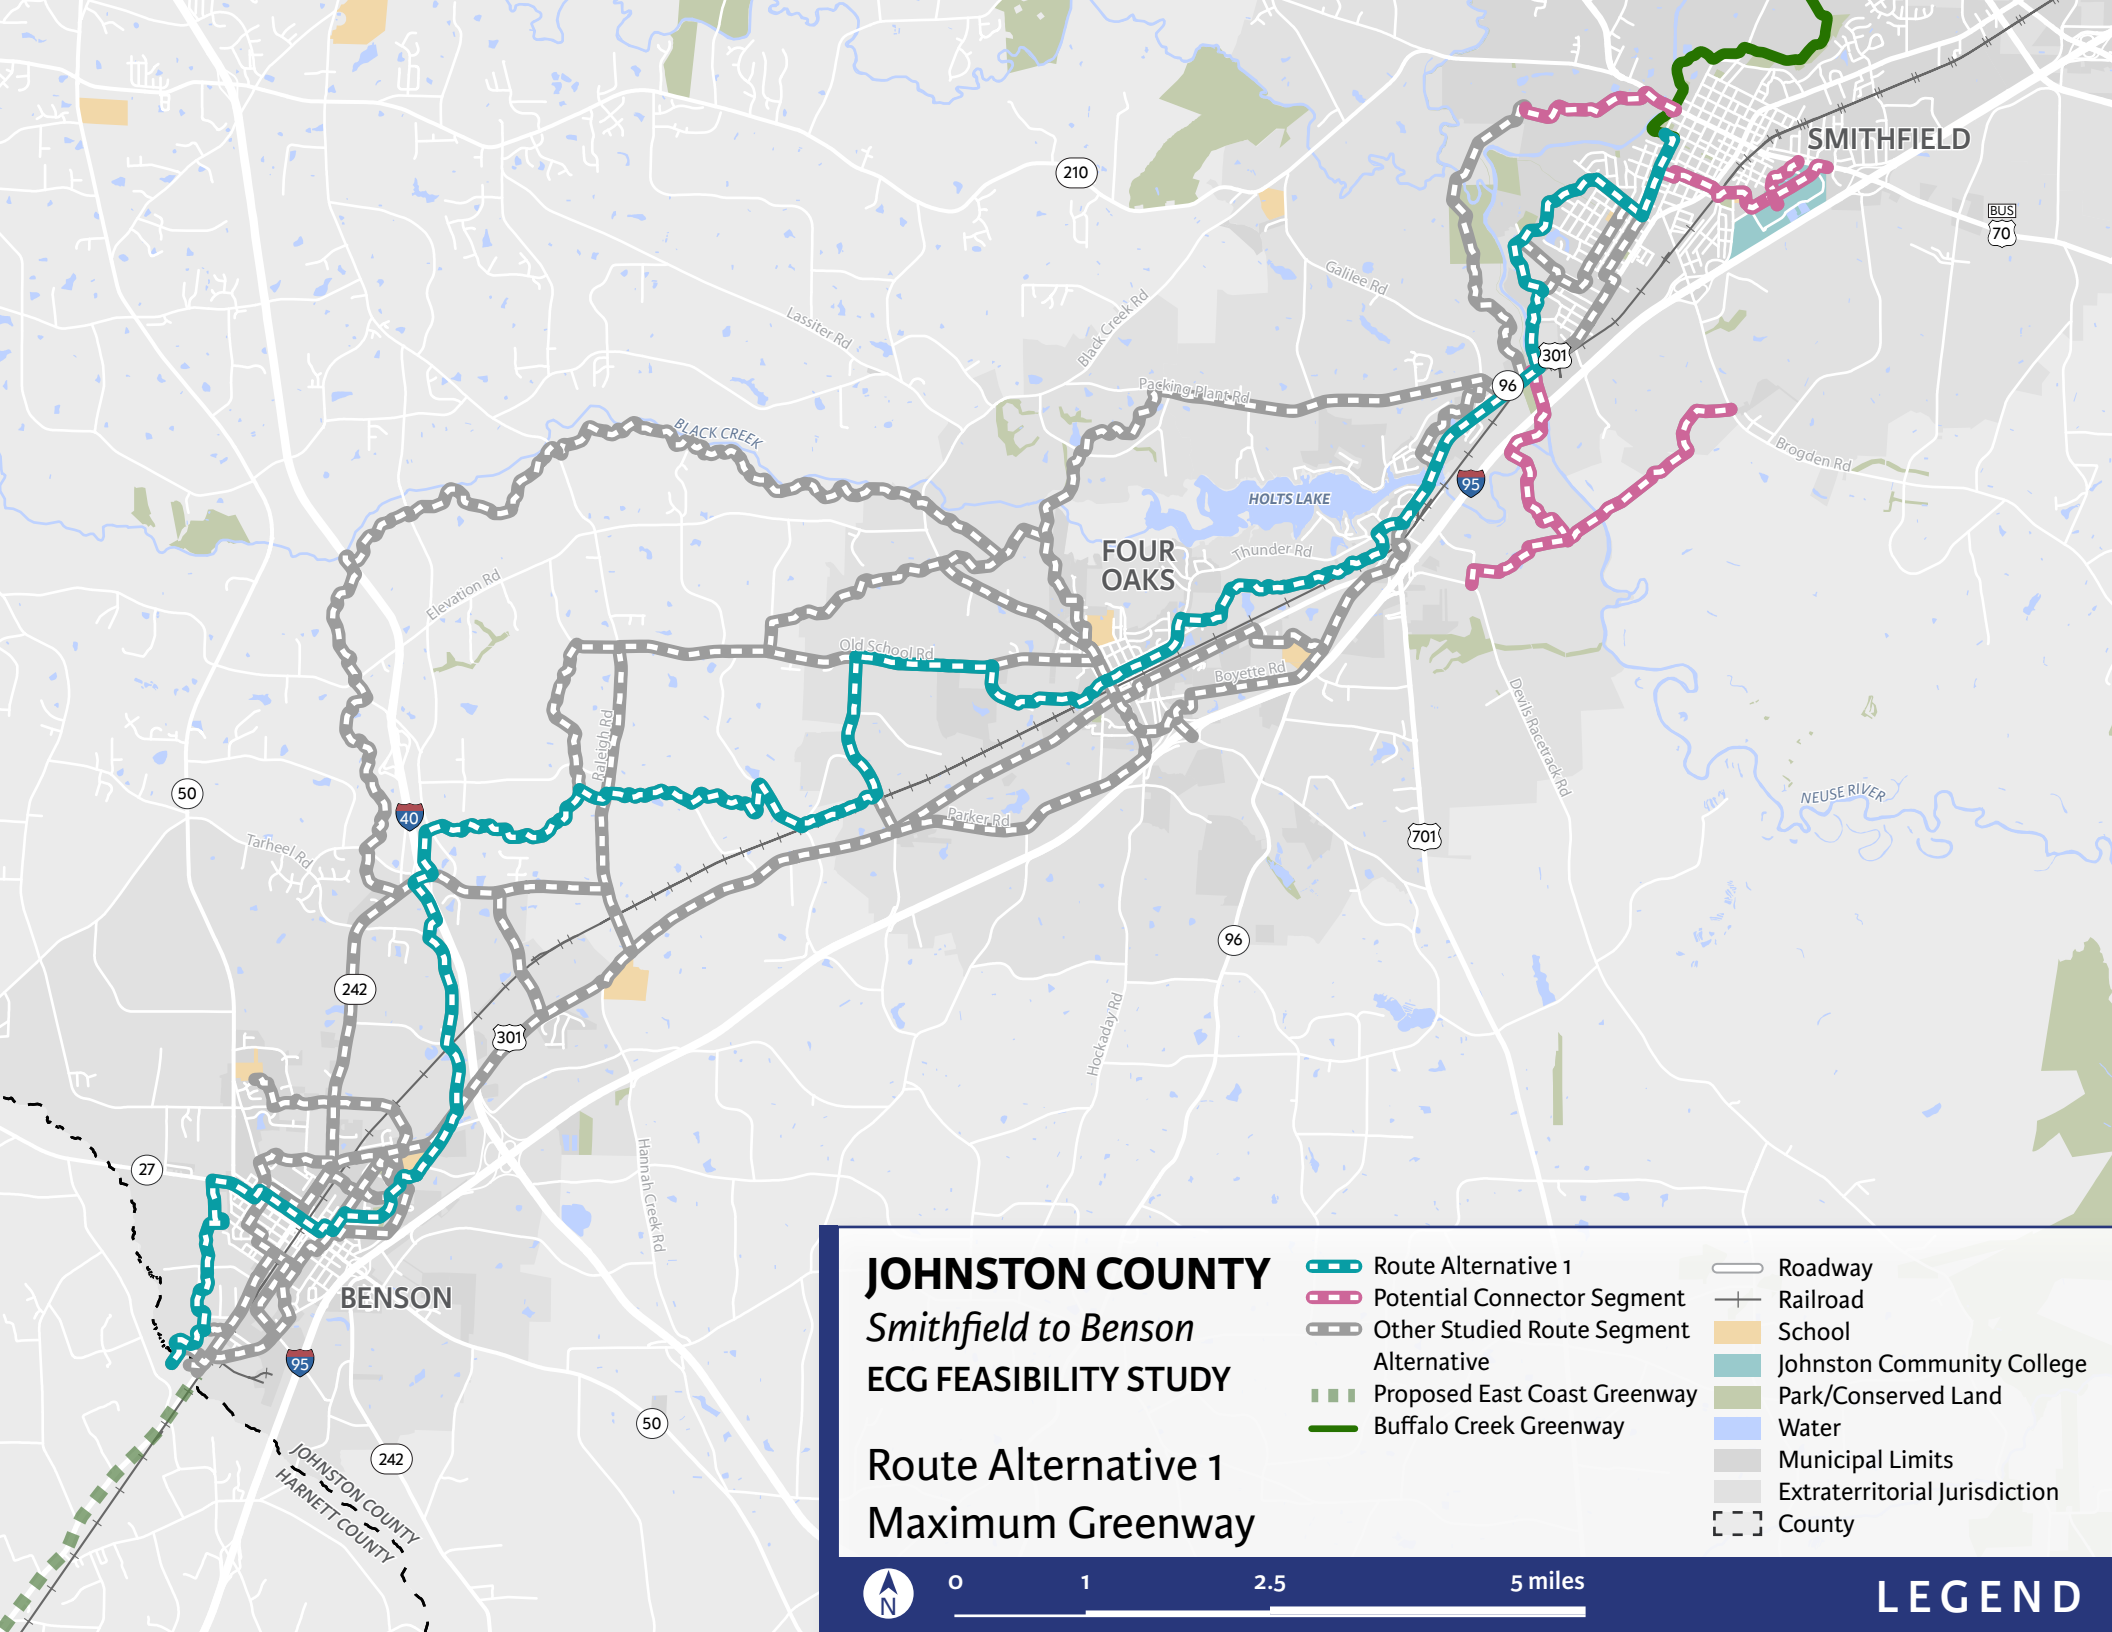 SMITHFIELD
210
BUS
70
Galilee Rd
Black Creek Rd
Lassiter Rd
301
96
Packing Plant Rd
BLACK CREEK
Brogden Rd
95
HOLTS LAKE
FOUR
OAKS
Thunder Rd
Elevation Rd
Old School Rd
Boyette Rd
Devils Racetrack Rd
Raleigh Rd
50
40
Parker Rd
NEUSE RIVER
701
Tarheel Rd
96
242
301
Hockaday Rd
27
Hannah Creek Rd
BENSON
95
50
242
JOHNSTON COUNTY
HARNETT COUNTY
JOHNSTON COUNTY
Smithfield to Benson
ECG FEASIBILITY STUDY
Route Alternative 1
Maximum Greenway
Route Alternative 1
Potential Connector Segment
Other Studied Route Segment
Alternative
Proposed East Coast Greenway
Buffalo Creek Greenway
Roadway
Railroad
School
Johnston Community College
Park/Conserved Land
Water
Municipal Limits
Extraterritorial Jurisdiction
County
N
0 1 2.5 5 miles
LEGEND